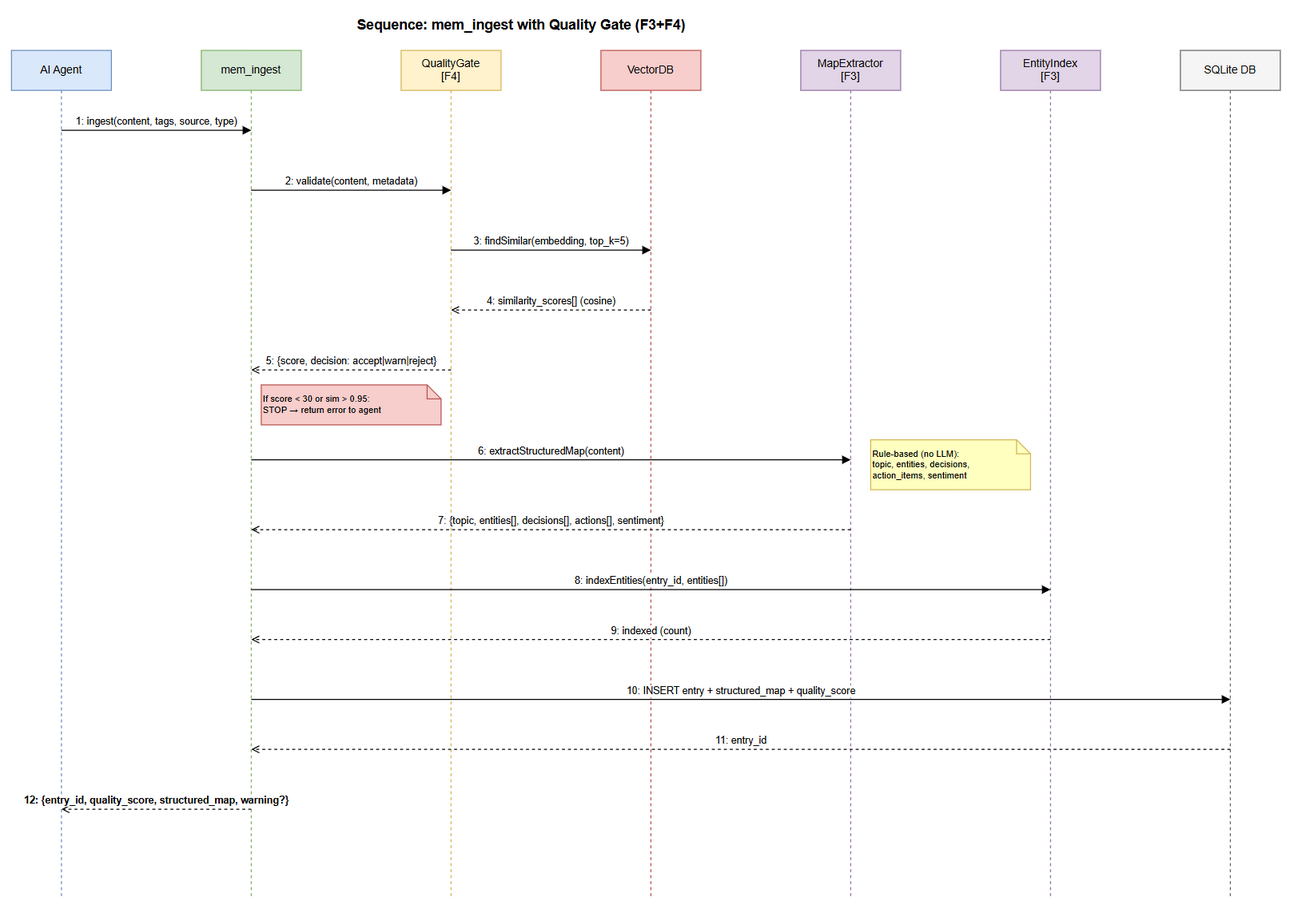 Sequence: mem_ingest with Quality Gate (F3+F4)
AI Agent
mem_ingest
QualityGate
[F4]
VectorDB
MapExtractor
[F3]
EntityIndex
[F3]
SQLite DB
1: ingest(content, tags, source, type)
2: validate(content, metadata)
3: findSimilar(embedding, top_k=5)
4: similarity_scores[] (cosine)
5: {score, decision: accept|warn|reject}
If score < 30 or sim > 0.95:
STOP → return error to agent
6: extractStructuredMap(content)
Rule-based (no LLM):
topic, entities, decisions,
action_items, sentiment
7: {topic, entities[], decisions[], actions[], sentiment}
8: indexEntities(entry_id, entities[])
9: indexed (count)
10: INSERT entry + structured_map + quality_score
11: entry_id
12: {entry_id, quality_score, structured_map, warning?}